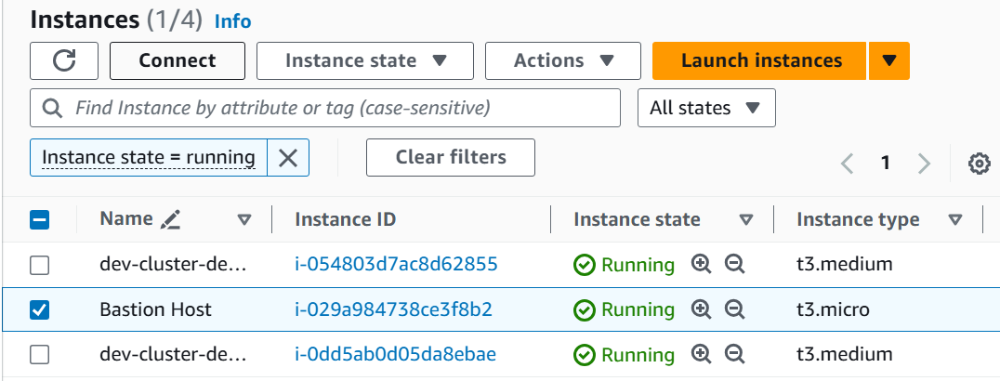 Instances (1/4) Info
Connect Instance state Actions Launch instances
Find Instance by attribute or tag (case-sensitive) All states
Instance state = running Clear filters 1
Name Instance ID Instance state Instance type
dev-cluster-de... i-054803d7ac8d62855 Running t3.medium
Bastion Host i-029a984738ce3f8b2 Running t3.micro
dev-cluster-de... i-0dd5ab0d05da8ebae Running t3.medium